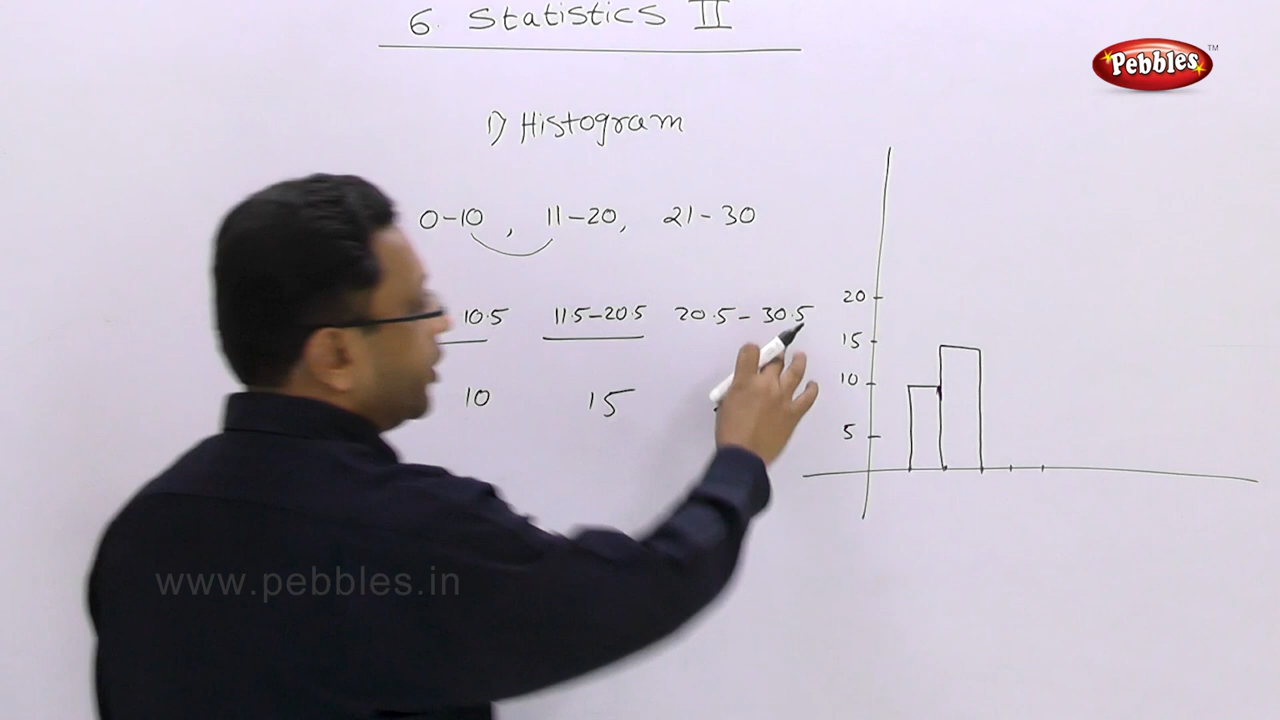 6. Statistics II
Pebbles™
1) Histogram
0-10, 11-20, 21-30
20
10.5 11.5-20.5 20.5-30.5
15
10
10 15
5
www.pebbles.in